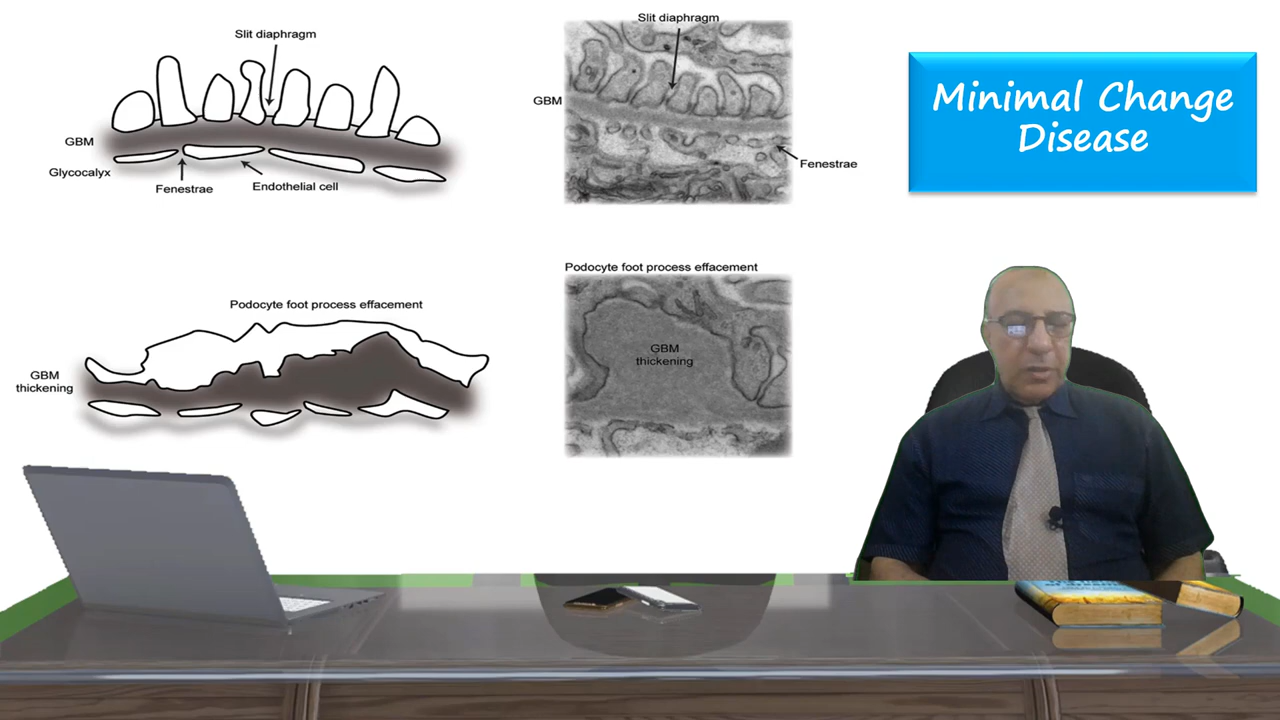 Slit diaphragm
GBM
Glycocalyx
Fenestrae
Endothelial cell
Slit diaphragm
GBM
Fenestrae
Minimal Change
Disease
Podocyte foot process effacement
GBM
thickening
Podocyte foot process effacement
GBM
thickening